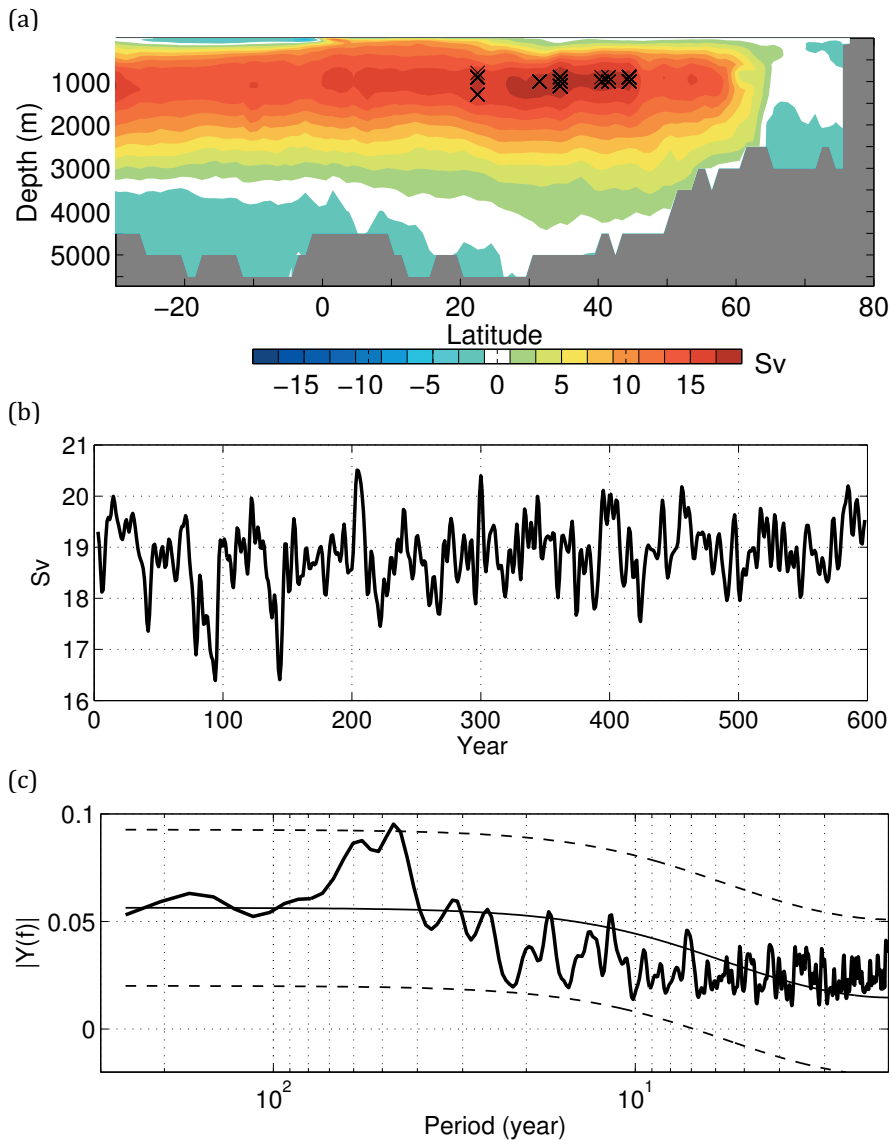 (a)
Depth (m)
1000
2000
3000
4000
5000
−20 0 20 40 60 80
Latitude
−15 −10 −5 0 5 10 15 Sv
(b)
Sv
21
20
19
18
17
16
0 100 200 300 400 500 600
Year
(c)
|Y(f)|
0.1
0.05
0
10² 10¹
Period (year)